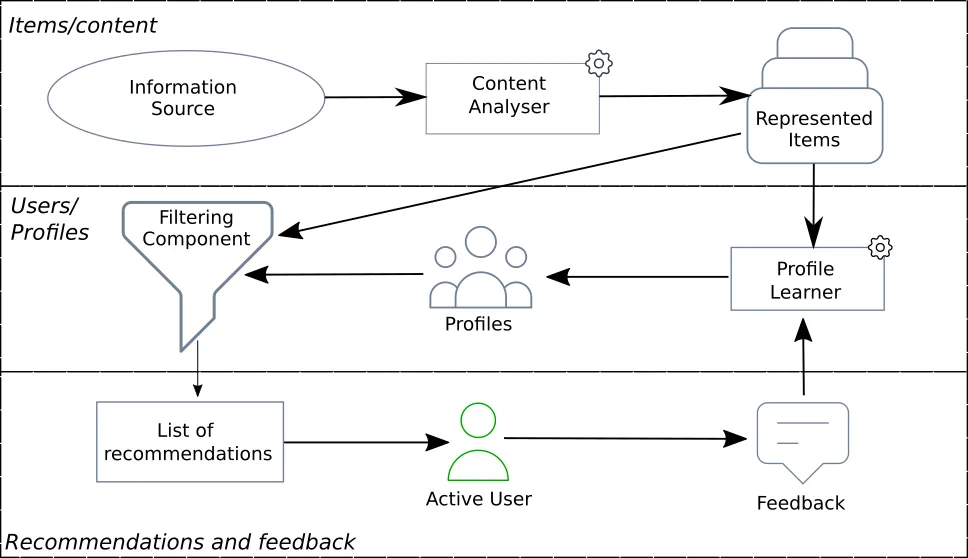 Items/content
Information
Source
Content
Analyser
Represented
Items
Users/
Profiles
Filtering
Component
Profiles
Profile
Learner
List of
recommendations
Active User
Feedback
Recommendations and feedback